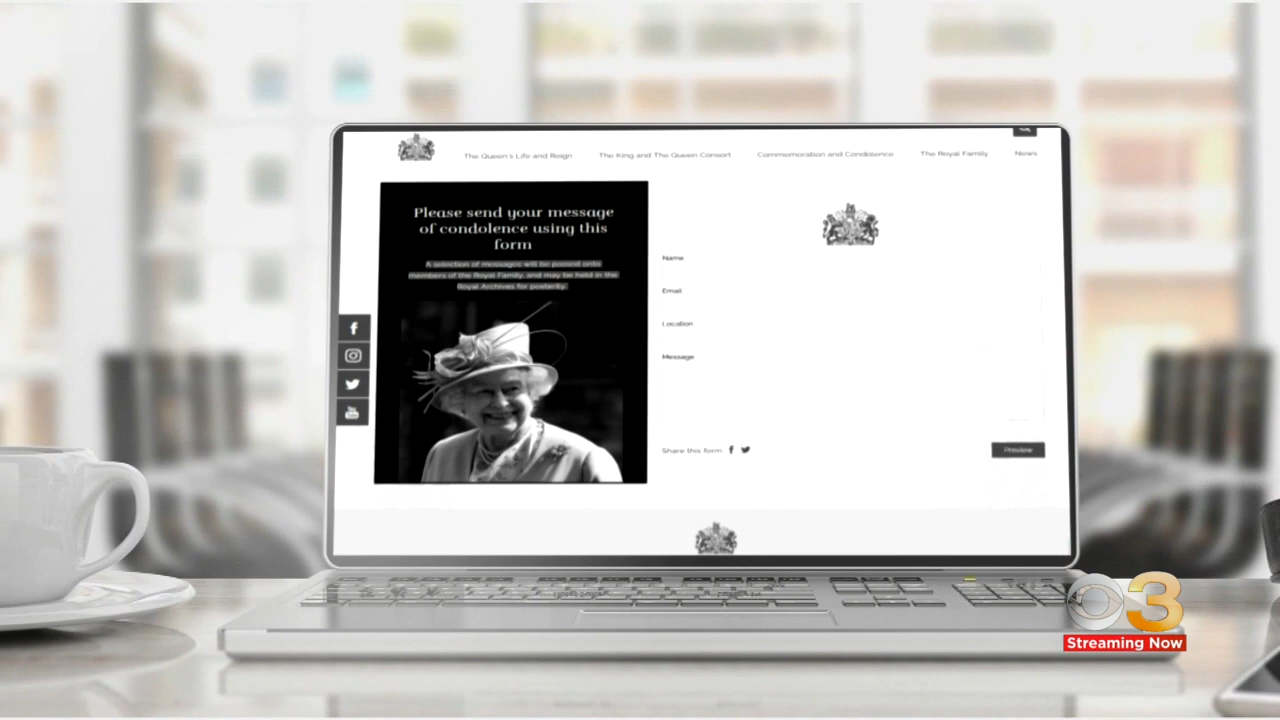 The Queen's Life and Reign
The King and The Queen Consort
Commemoration and Condolence
The Royal Family
News
Please send your message
of condolence using this
form
A selection of messages will be passed onto
members of the Royal Family, and may be held in the
Royal Archives for posterity.
Name
Email
Location
Message
Share this form:
Preview
3
Streaming Now